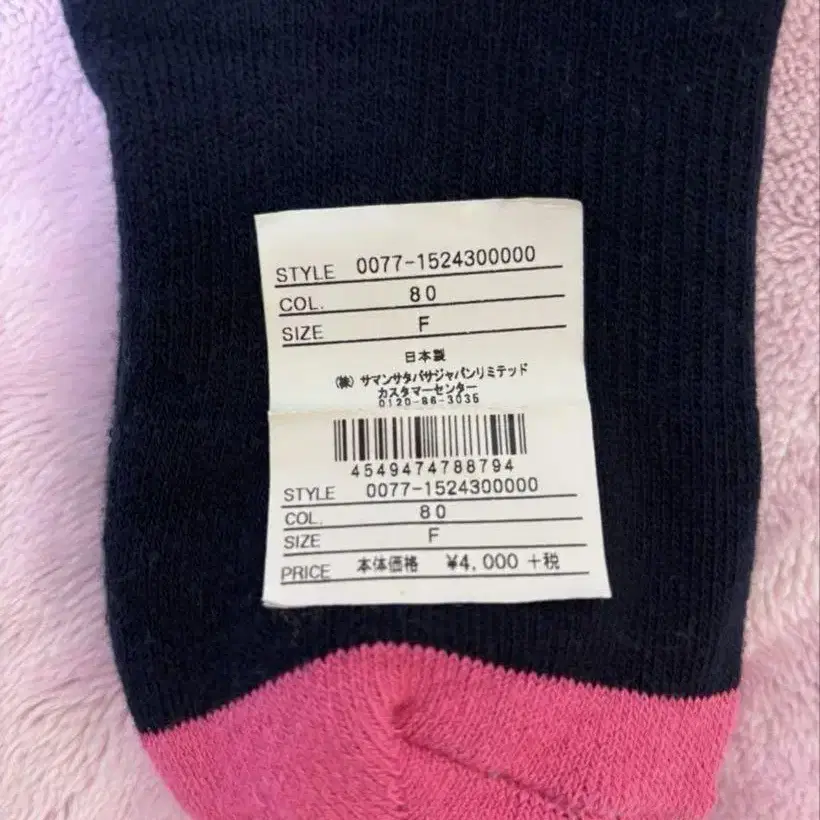 STYLE 0077-1524300000
COL. 80
SIZE F
日本製
(株) サマンサタバサジャパンリミテッド
カスタマーセンター
0120-86-3035
4549474788794
STYLE 0077-1524300000
COL. 80
SIZE F
PRICE 本体価格 ¥4,000 +税